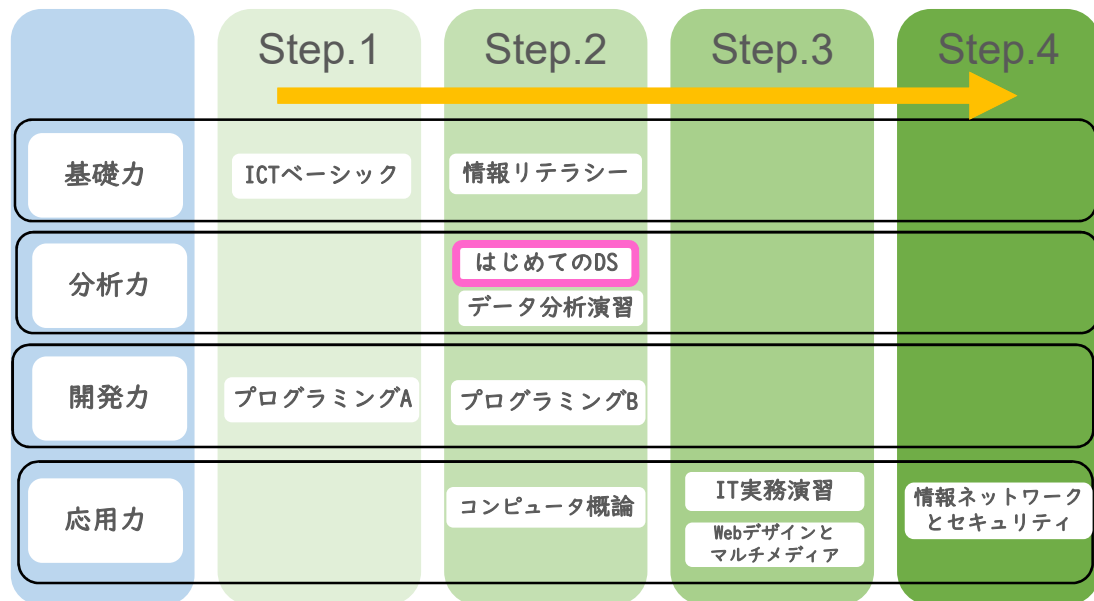 Step.1
Step.2
Step.3
Step.4
基礎力
ICTベーシック
情報リテラシー
分析力
はじめてのDS
データ分析演習
開発力
プログラミングA
プログラミングB
応用力
コンピュータ概論
IT実務演習
Webデザインと
マルチメディア
情報ネットワーク
とセキュリティ